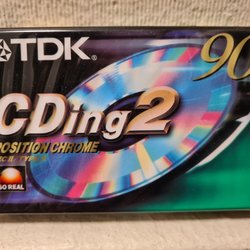 TDK® 90
CDing2
POSITION CHROME
SO REAL